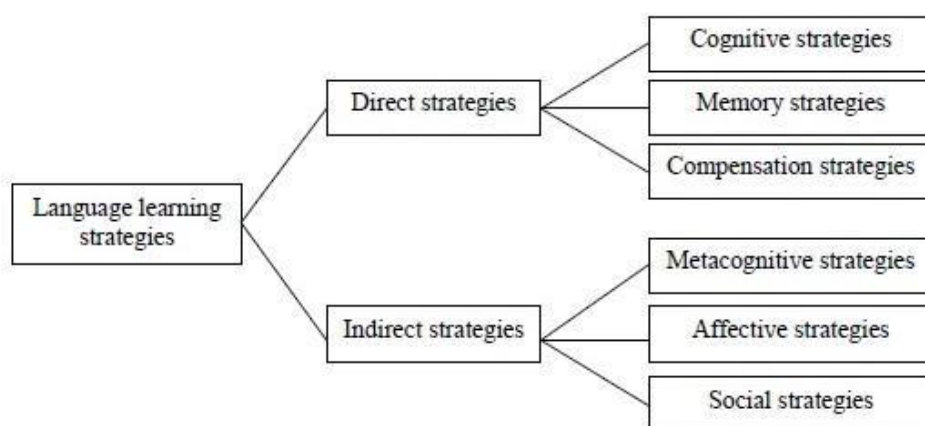 Cognitive strategies
Direct strategies
Memory strategies
Compensation strategies
Language learning
strategies
Metacognitive strategies
Indirect strategies
Affective strategies
Social strategies